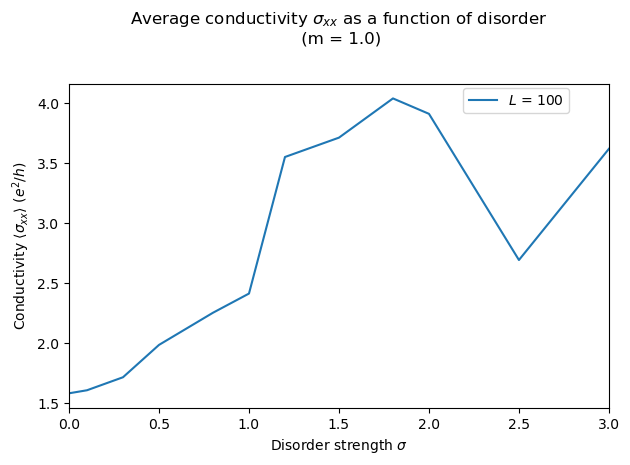 Average conductivity σxx as a function of disorder
(m = 1.0)
L = 100
Conductivity ⟨σxx⟩ (e²/h)
4.0
3.5
3.0
2.5
2.0
1.5
0.0 0.5 1.0 1.5 2.0 2.5 3.0
Disorder strength σ